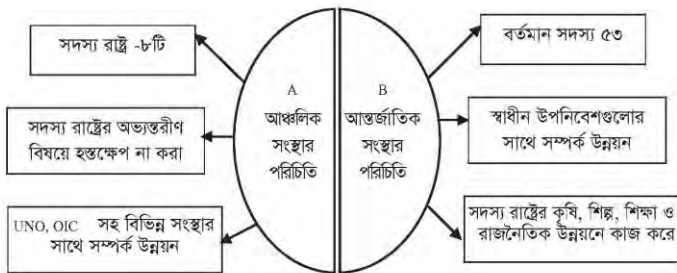 সদস্য রাষ্ট্র -৮টি
সদস্য রাষ্ট্রের অভ্যন্তরীণ
বিষয়ে হস্তক্ষেপ না করা
UNO, OIC সহ বিভিন্ন সংস্থার
সাথে সম্পর্ক উন্নয়ন
A
আঞ্চলিক
সংস্থার
পরিচিতি
B
আন্তর্জাতিক
সংস্থার
পরিচিতি
বর্তমান সদস্য ৫৩
স্বাধীন উপনিবেশগুলোর
সাথে সম্পর্ক উন্নয়ন
সদস্য রাষ্ট্রের কৃষি, শিল্প, শিক্ষা ও
রাজনৈতিক উন্নয়নে কাজ করে